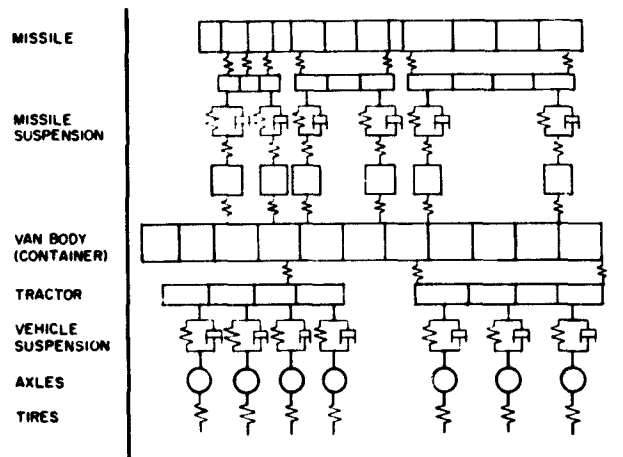 MISSILE
MISSILE
SUSPENSION
VAN BODY
(CONTAINER)
TRACTOR
VEHICLE
SUSPENSION
AXLES
TIRES